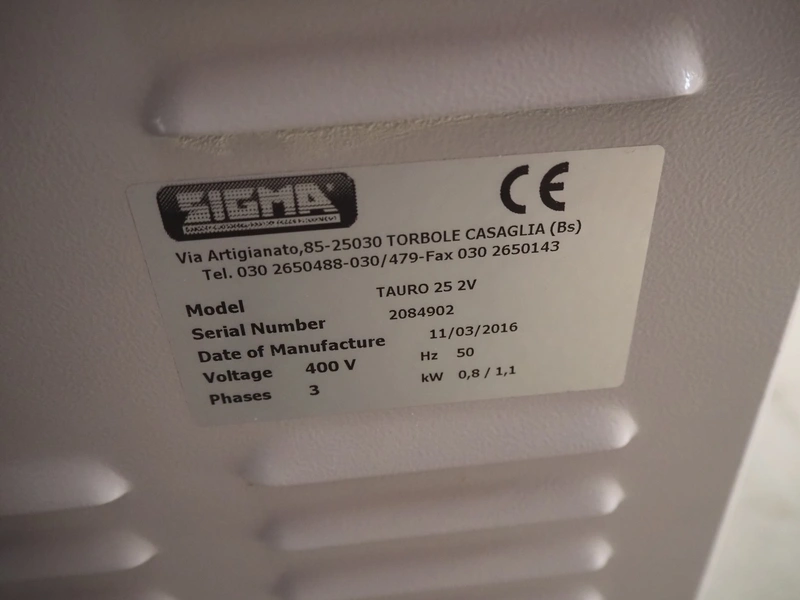 SIGMA
CE
Via Artigianato,85-25030 TORBOLE CASAGLIA (Bs)
Tel. 030 2650488-030/479-Fax 030 2650143
Model TAURO 25 2V
Serial Number 2084902
Date of Manufacture 11/03/2016
Voltage 400 V Hz 50
Phases 3 kW 0,8 / 1,1